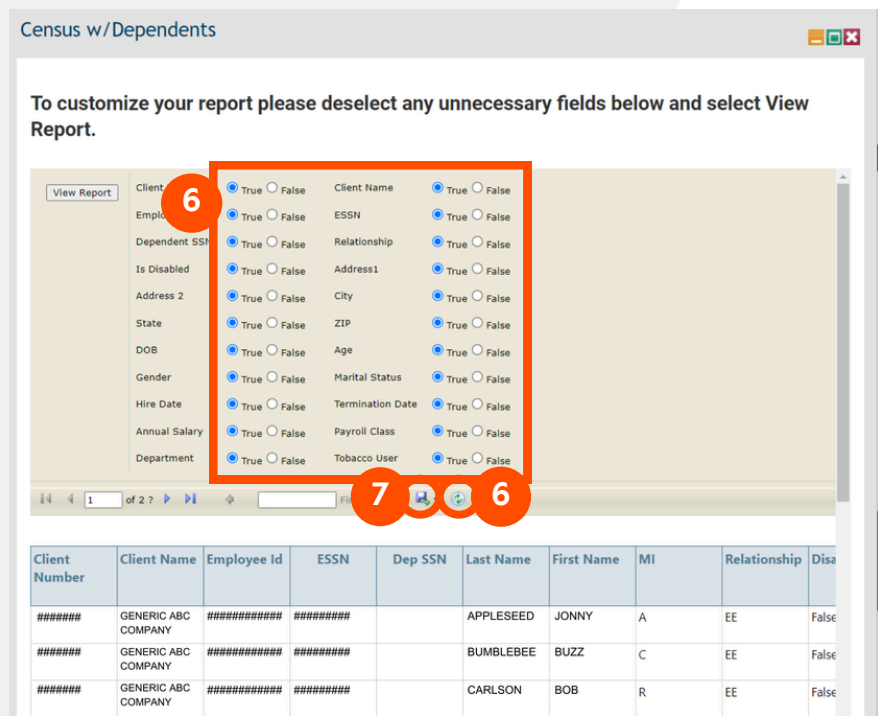 Census w/Dependents
To customize your report please deselect any unnecessary fields below and select View
Report.
View Report
Client
6
True False
Client Name
True False
True False
ESSN
True False
Dependent SSN
True False
Relationship
True False
Is Disabled
True False
Address1
True False
Address 2
True False
City
True False
State
True False
ZIP
True False
DOB
True False
Age
True False
Gender
True False
Marital Status
True False
Hire Date
True False
Termination Date
True False
Annual Salary
True False
Payroll Class
True False
Department
True False
Tobacco User
True False
1 of 2 ?
7
6
Client Number
Client Name
Employee Id
ESSN
Dep SSN
Last Name
First Name
MI
Relationship
#######
GENERIC ABC
COMPANY
############
#########
APPLESEED
JONNY
A
EE
False
#######
GENERIC ABC
COMPANY
############
#########
BUMBLEBEE
BUZZ
C
EE
False
#######
GENERIC ABC
COMPANY
############
#########
CARLSON
BOB
R
EE
False